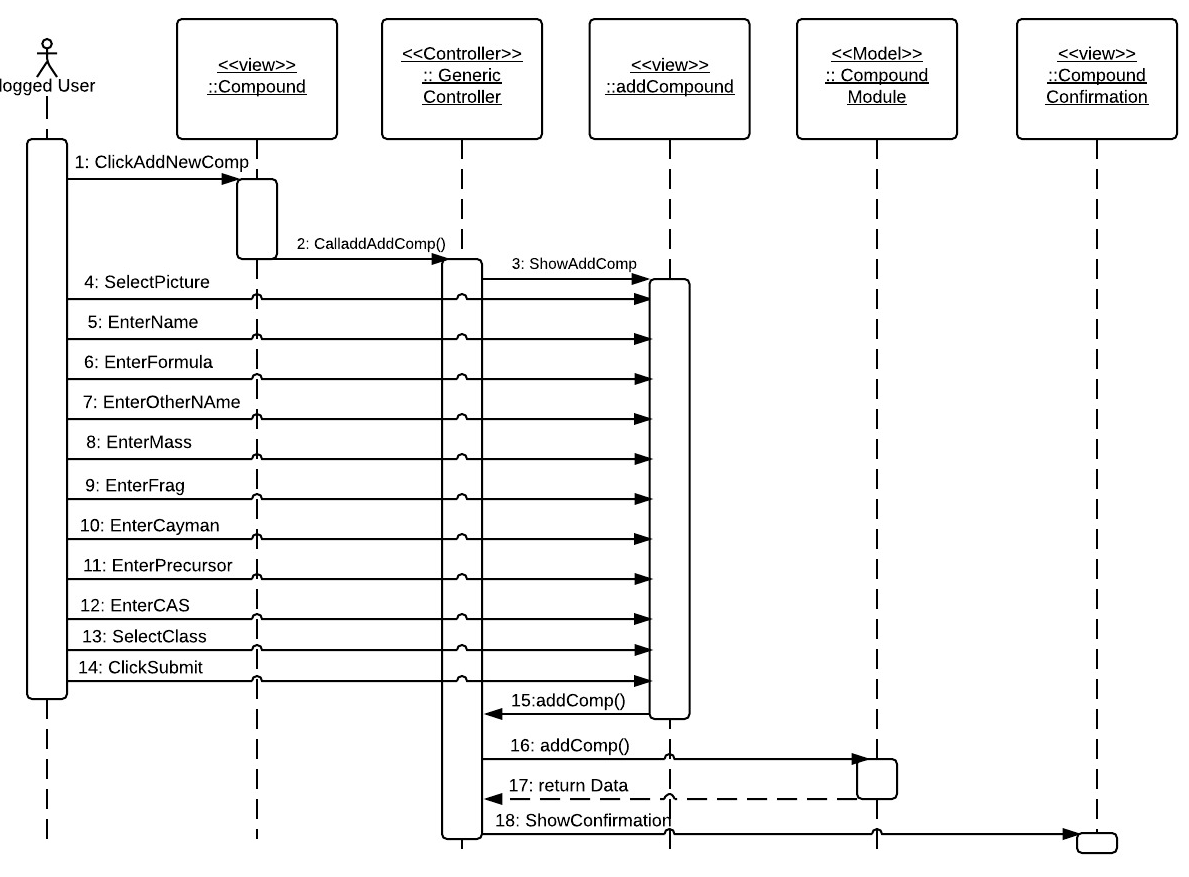 logged User
<<view>>
::Compound
<<Controller>>
:: Generic
Controller
<<view>>
::addCompound
<<Model>>
:: Compound
Module
<<view>>
::Compound
Confirmation
1: ClickAddNewComp
2: CalladdAddComp()
3: ShowAddComp
4: SelectPicture
5: EnterName
6: EnterFormula
7: EnterOtherNAme
8: EnterMass
9: EnterFrag
10: EnterCayman
11: EnterPrecursor
12: EnterCAS
13: SelectClass
14: ClickSubmit
15:addComp()
16: addComp()
17: return Data
18: ShowConfirmation